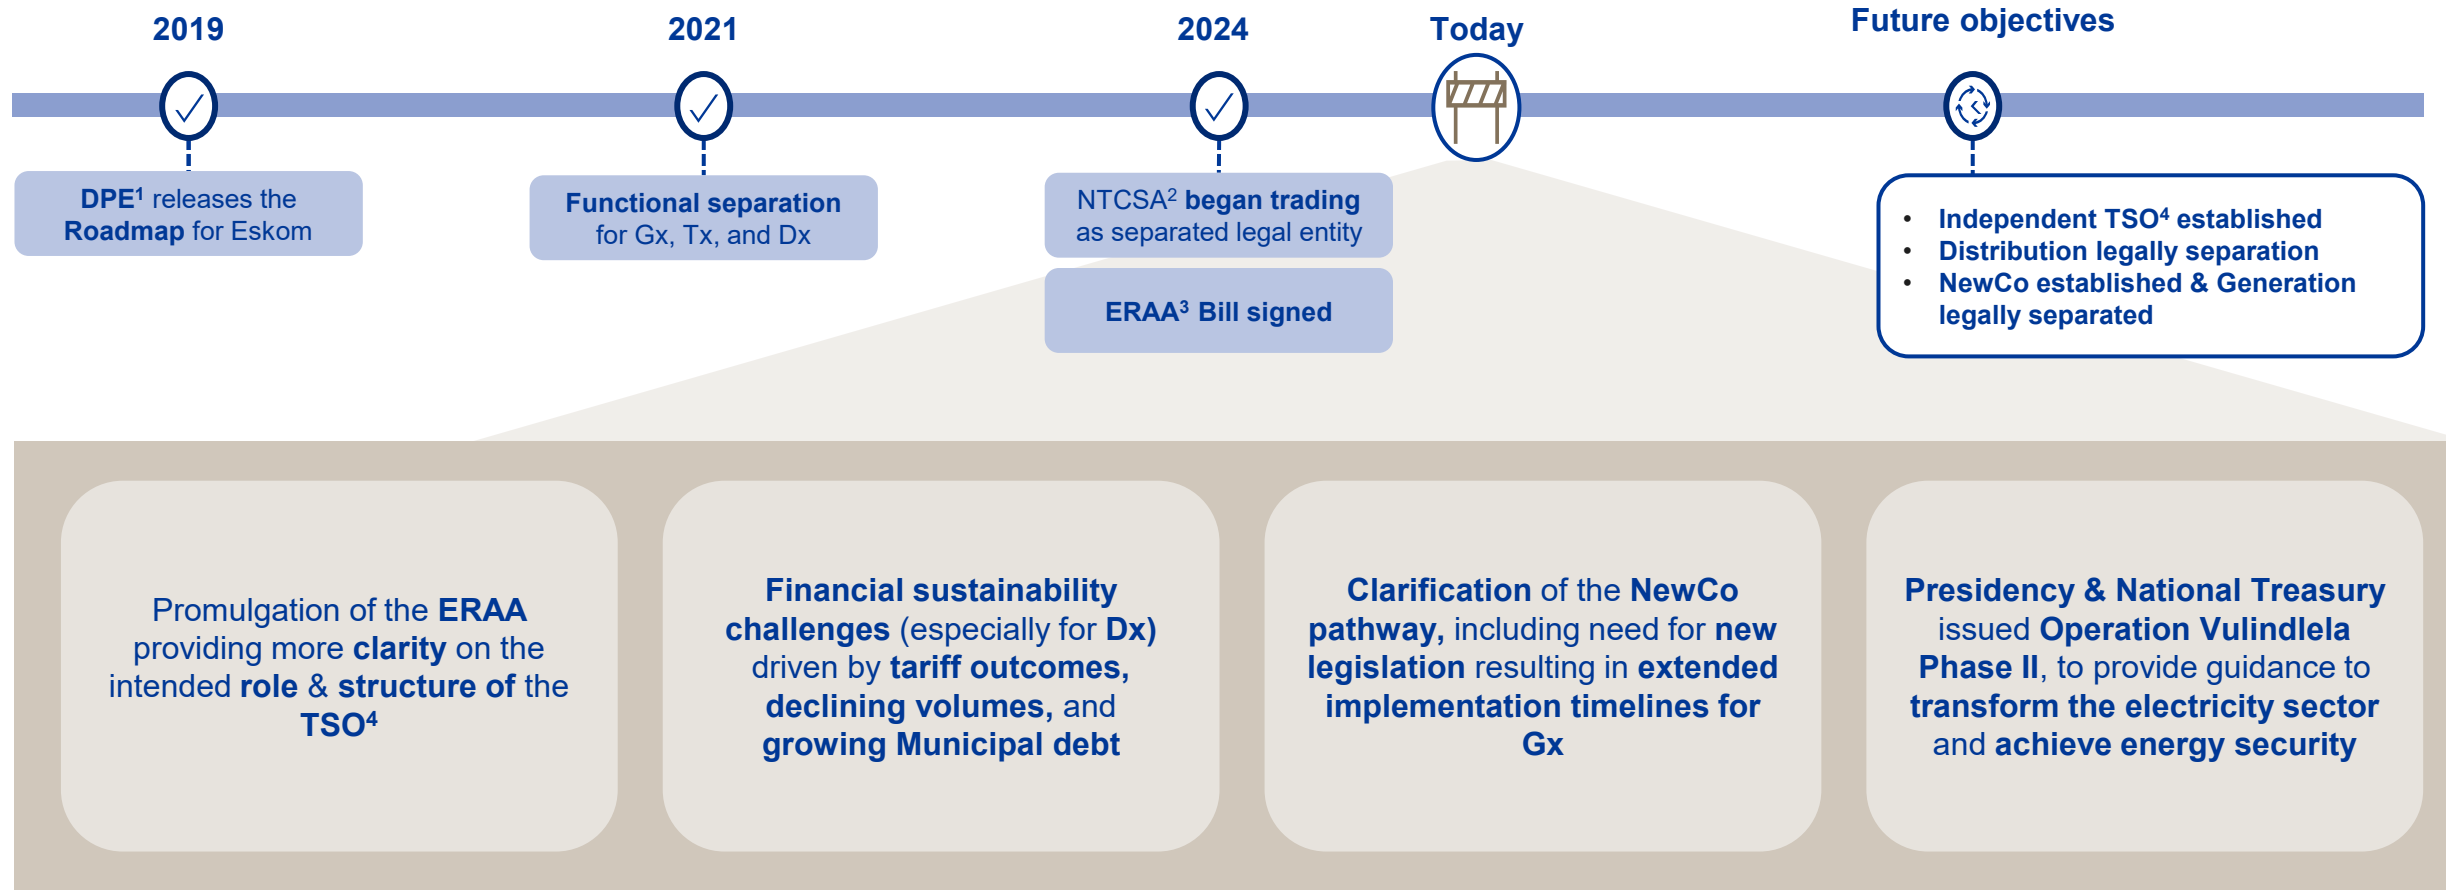 2019
2021
2024
Today
Future objectives
DPE¹ releases the
Roadmap for Eskom
Functional separation
for Gx, Tx, and Dx
NTCSA² began trading
as separated legal entity
ERAA³ Bill signed
• Independent TSO⁴ established
• Distribution legally separation
• NewCo established & Generation
legally separated
Promulgation of the ERAA
providing more clarity on the
intended role & structure of the
TSO⁴
Financial sustainability
challenges (especially for Dx)
driven by tariff outcomes,
declining volumes, and
growing Municipal debt
Clarification of the NewCo
pathway, including need for new
legislation resulting in extended
implementation timelines for
Gx
Presidency & National Treasury
issued Operation Vulindlela
Phase II, to provide guidance to
transform the electricity sector
and achieve energy security